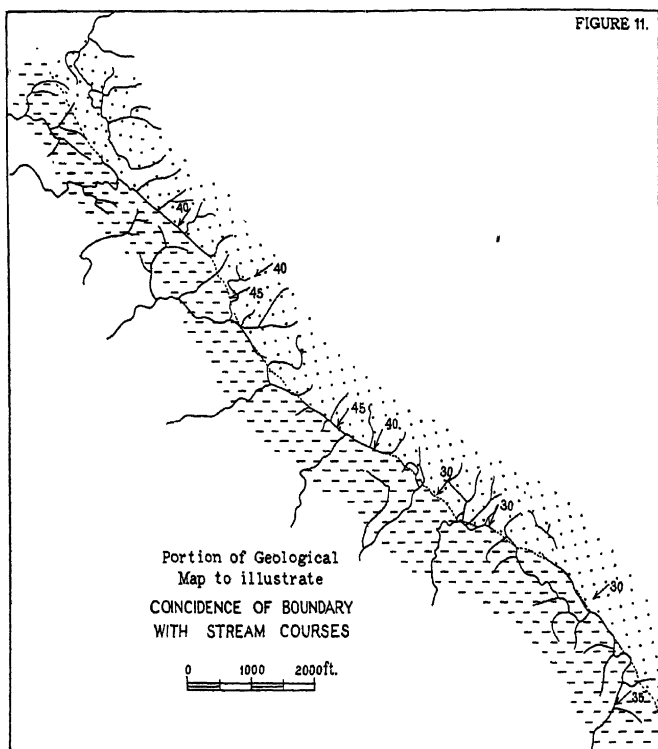 FIGURE 11.
40
40
45
45
40
30
30
30
35
Portion of Geological
Map to illustrate
COINCIDENCE OF BOUNDARY
WITH STREAM COURSES
0 1000 2000ft.